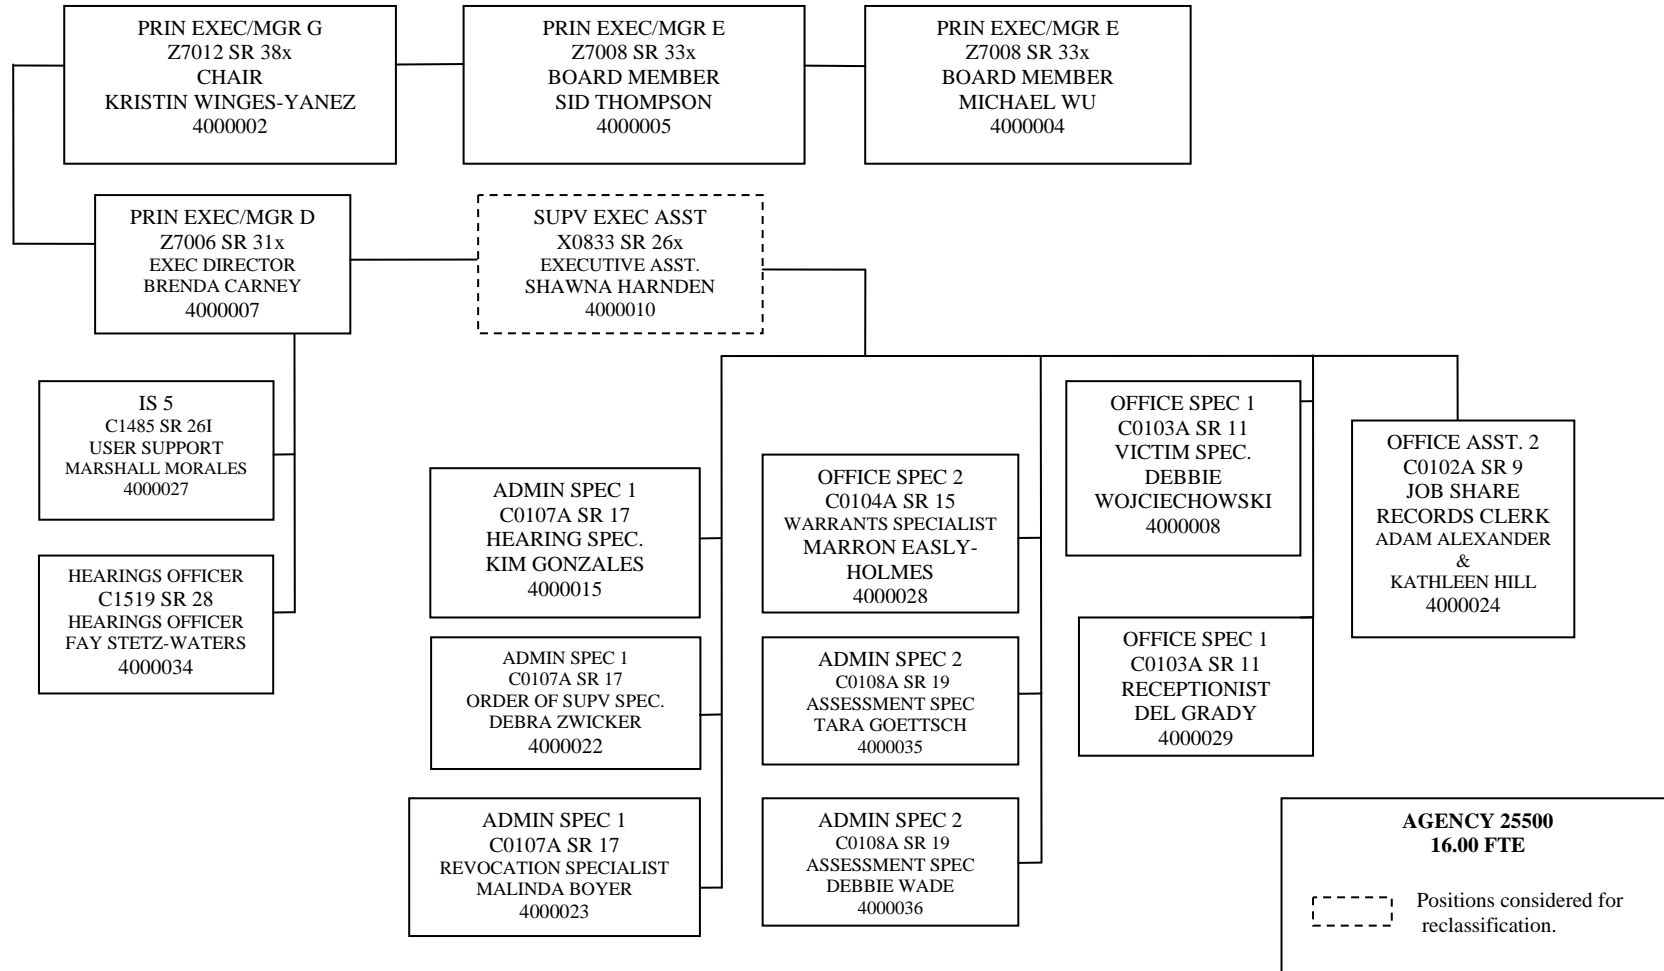 PRIN EXEC/MGR G
Z7012 SR 38x
CHAIR
KRISTIN WINGES-YANEZ
4000002
PRIN EXEC/MGR E
Z7008 SR 33x
BOARD MEMBER
SID THOMPSON
4000005
PRIN EXEC/MGR E
Z7008 SR 33x
BOARD MEMBER
MICHAEL WU
4000004
PRIN EXEC/MGR D
Z7006 SR 31x
EXEC DIRECTOR
BRENDA CARNEY
4000007
SUPV EXEC ASST
X0833 SR 26x
EXECUTIVE ASST.
SHAWNA HARNDEN
4000010
IS 5
C1485 SR 26I
USER SUPPORT
MARSHALL MORALES
4000027
HEARINGS OFFICER
C1519 SR 28
HEARINGS OFFICER
FAY STETZ-WATERS
4000034
ADMIN SPEC 1
C0107A SR 17
HEARING SPEC.
KIM GONZALES
4000015
ADMIN SPEC 1
C0107A SR 17
ORDER OF SUPV SPEC.
DEBRA ZWICKER
4000022
ADMIN SPEC 1
C0107A SR 17
REVOCATION SPECIALIST
MALINDA BOYER
4000023
OFFICE SPEC 2
C0104A SR 15
WARRANTS SPECIALIST
MARRON EASLY-
HOLMES
4000028
ADMIN SPEC 2
C0108A SR 19
ASSESSMENT SPEC
TARA GOETTSCH
4000035
ADMIN SPEC 2
C0108A SR 19
ASSESSMENT SPEC
DEBBIE WADE
4000036
OFFICE SPEC 1
C0103A SR 11
VICTIM SPEC.
DEBBIE
WOJCIECHOWSKI
4000008
OFFICE SPEC 1
C0103A SR 11
RECEPTIONIST
DEL GRADY
4000029
OFFICE ASST. 2
C0102A SR 9
JOB SHARE
RECORDS CLERK
ADAM ALEXANDER
&
KATHLEEN HILL
4000024
AGENCY 25500
16.00 FTE
Positions considered for
reclassification.